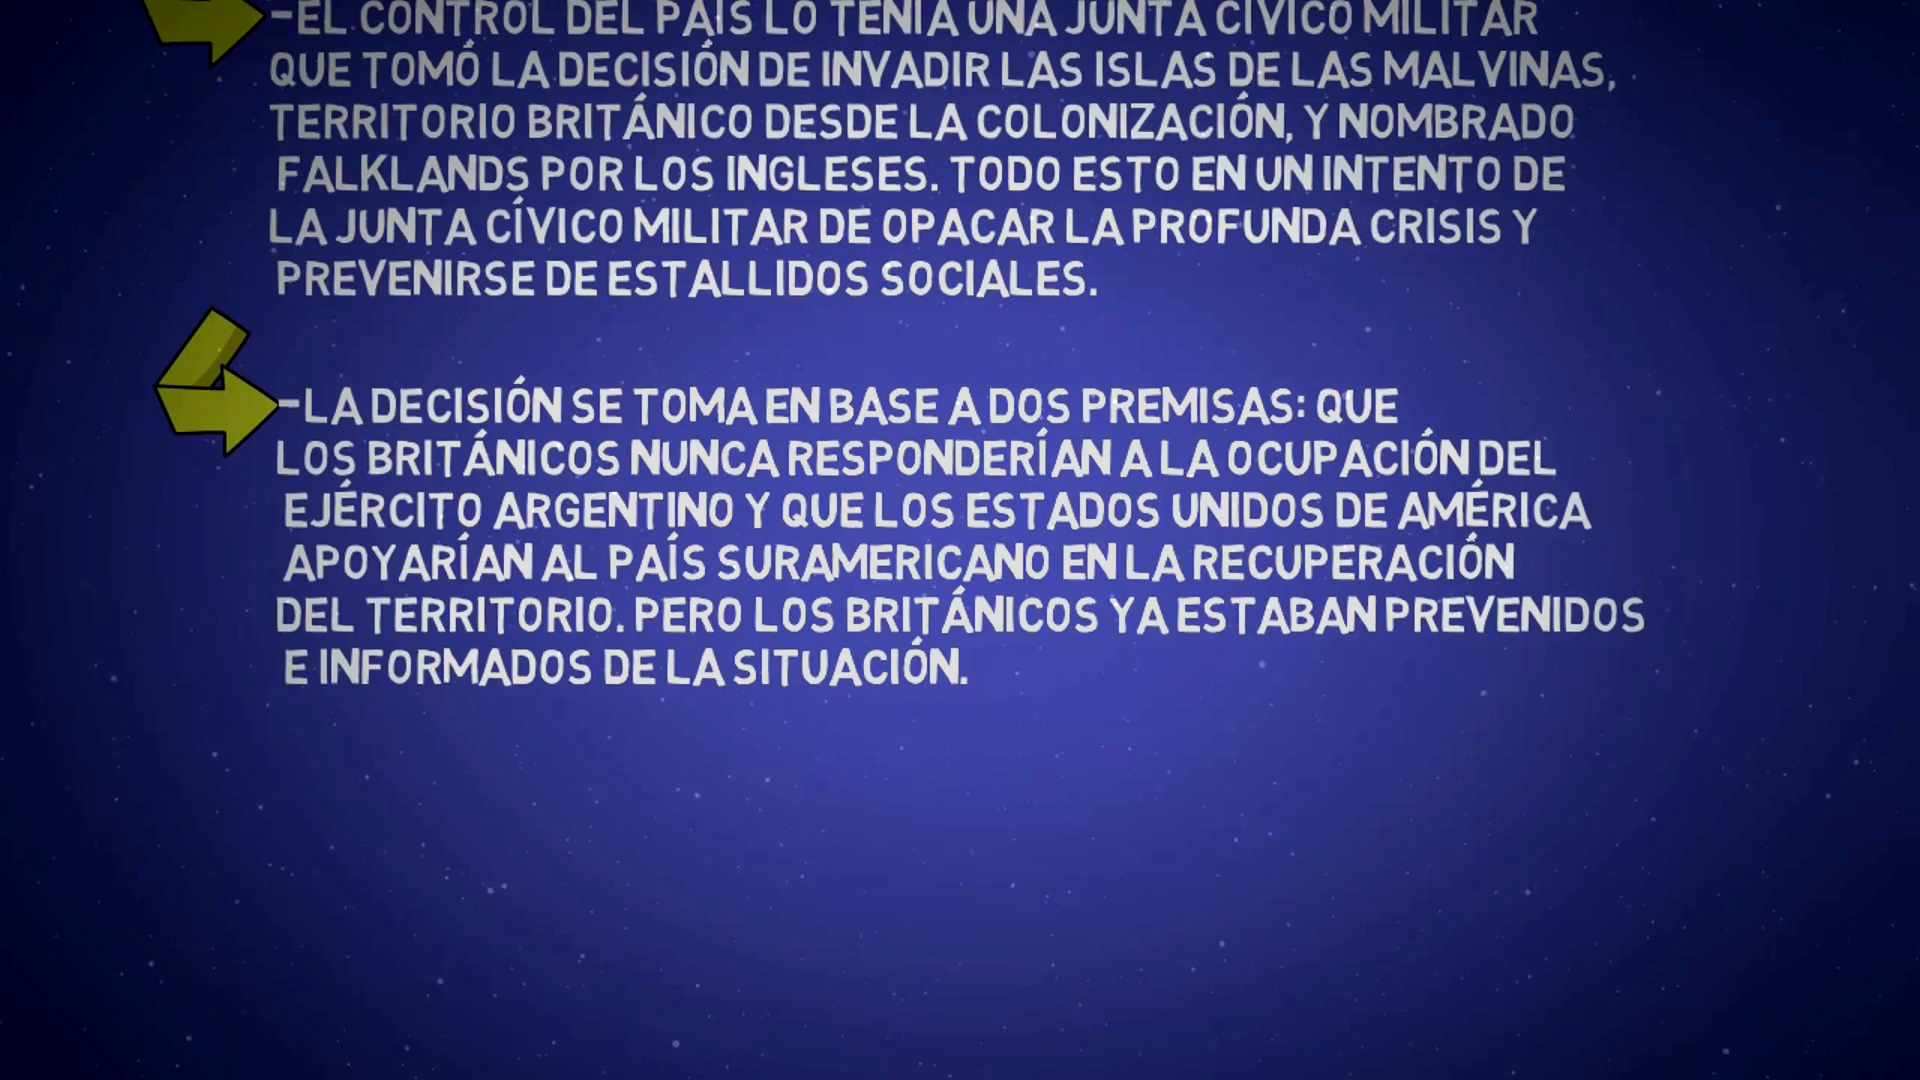 -EL CONTROL DEL PAÍS LO TENÍA UNA JUNTA CÍVICO MILITAR
QUE TOMÓ LA DECISIÓN DE INVADIR LAS ISLAS DE LAS MALVINAS,
TERRITORIO BRITÁNICO DESDE LA COLONIZACIÓN, Y NOMBRADO
FALKLANDS POR LOS INGLESES. TODO ESTO EN UN INTENTO DE
LA JUNTA CÍVICO MILITAR DE OPACAR LA PROFUNDA CRISIS Y
PREVENIRSE DE ESTALLIDOS SOCIALES.
-LA DECISIÓN SE TOMA EN BASE A DOS PREMISAS: QUE
LOS BRITÁNICOS NUNCA RESPONDERÍAN A LA OCUPACIÓN DEL
EJÉRCITO ARGENTINO Y QUE LOS ESTADOS UNIDOS DE AMÉRICA
APOYARÍAN AL PAÍS SURAMERICANO EN LA RECUPERACIÓN
DEL TERRITORIO. PERO LOS BRITÁNICOS YA ESTABAN PREVENIDOS
E INFORMADOS DE LA SITUACIÓN.